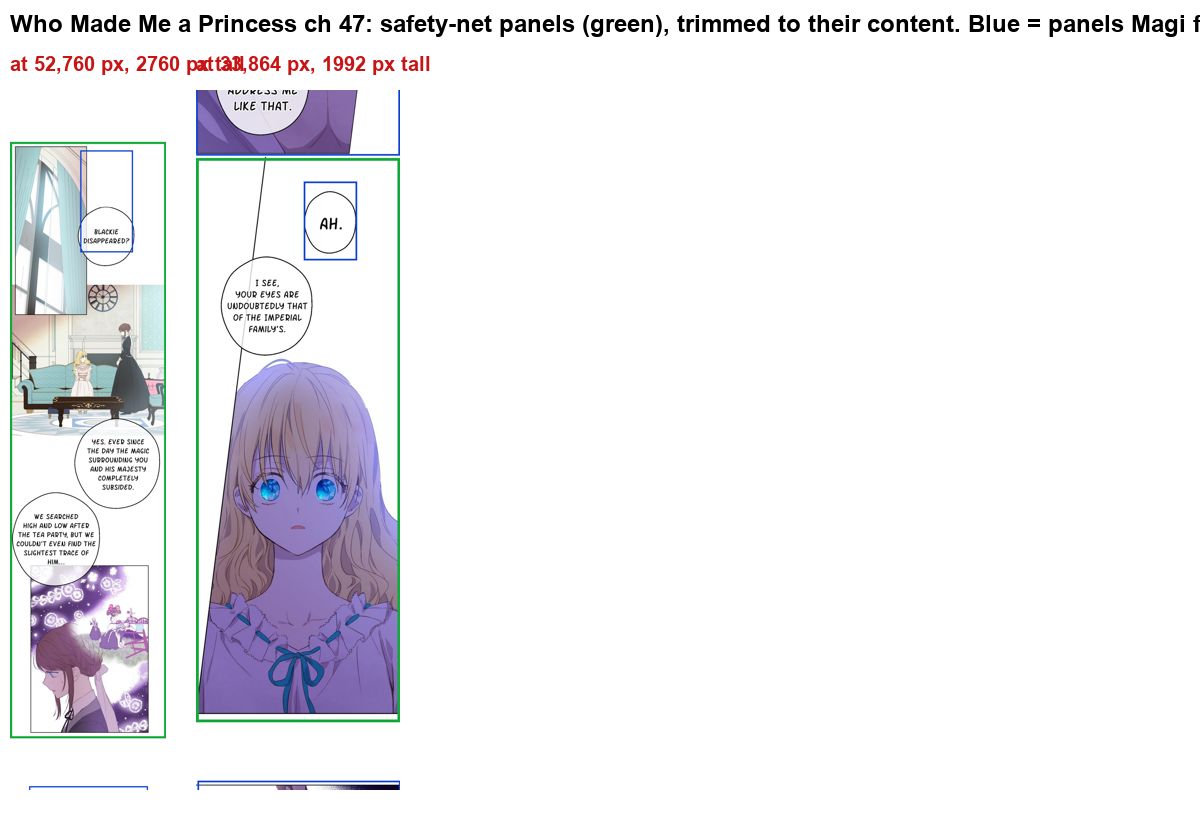 Who Made Me a Princess ch 47: safety-net panels (green), trimmed to their content. Blue = panels Magi f
at 52,760 px, 2760 px tall
at 33,864 px, 1992 px tall
BLACKIE
DISAPPEARED?
YES, EVER SINCE
THE DAY THE MAGIC
SURROUNDING YOU
AND HIS MAJESTY
COMPLETELY
SUBSIDED.
WE SEARCHED
HIGH AND LOW AFTER
THE TEA PARTY, BUT WE
COULDN'T EVEN FIND THE
SLIGHTEST TRACE OF
HIM...
ADDRESS ME
LIKE THAT.
AH.
I SEE,
YOUR EYES ARE
UNDOUBTEDLY THAT
OF THE IMPERIAL
FAMILY'S.